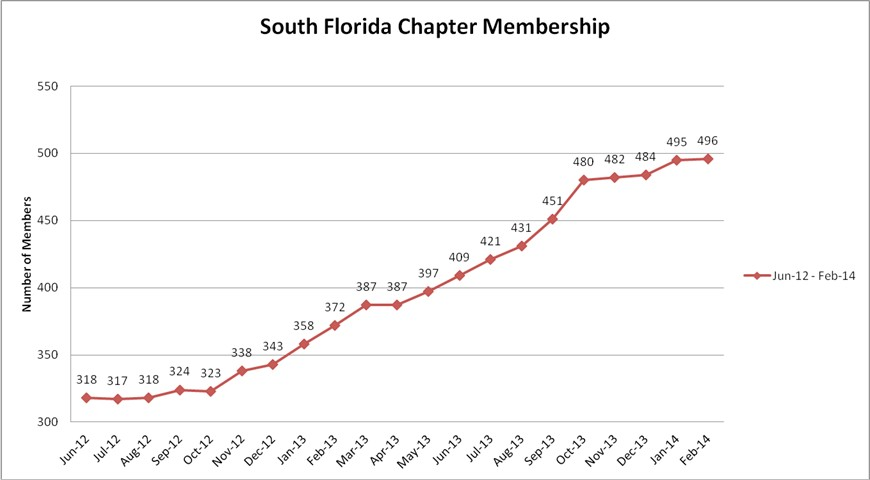 South Florida Chapter Membership
550
500
450
400
350
300
Number of Members
318 317 318 324 323 338 343 358 372 387 387 397 409 421 431 451 480 482 484 495 496
Jun-12 Jul-12 Aug-12 Sep-12 Oct-12 Nov-12 Dec-12 Jan-13 Feb-13 Mar-13 Apr-13 May-13 Jun-13 Jul-13 Aug-13 Sep-13 Oct-13 Nov-13 Dec-13 Jan-14 Feb-14
Jun-12 - Feb-14